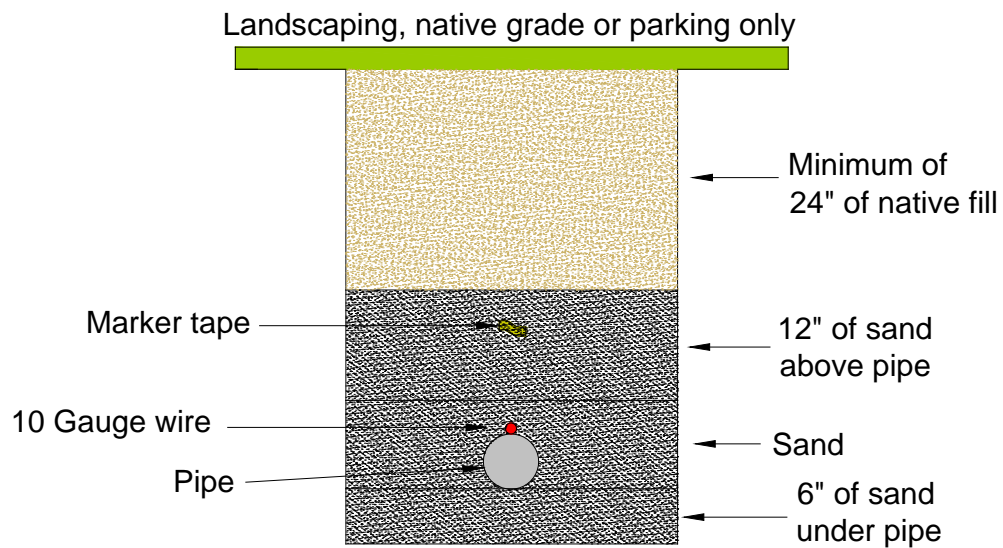 Landscaping, native grade or parking only
Minimum of
24" of native fill
Marker tape
12" of sand
above pipe
10 Gauge wire
Sand
Pipe
6" of sand
under pipe